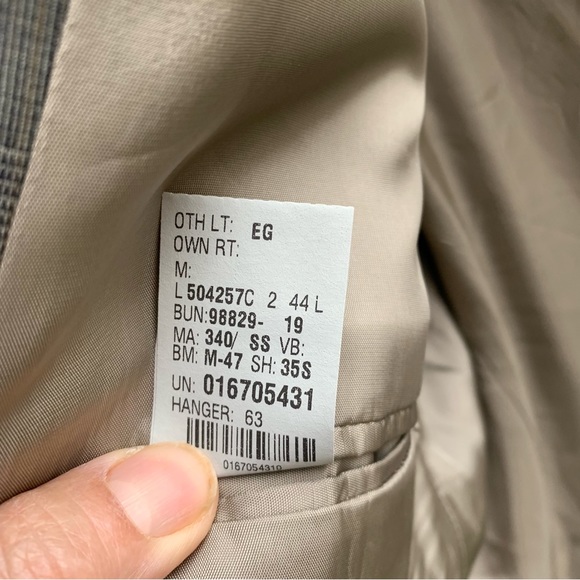 OTH LT: EG
OWN RT:
M:
L 504257C 2 44 L
BUN:98829- 19
MA: 340/ SS VB:
BM: M-47 SH: 35S
UN: 016705431
HANGER: 63
0167054319